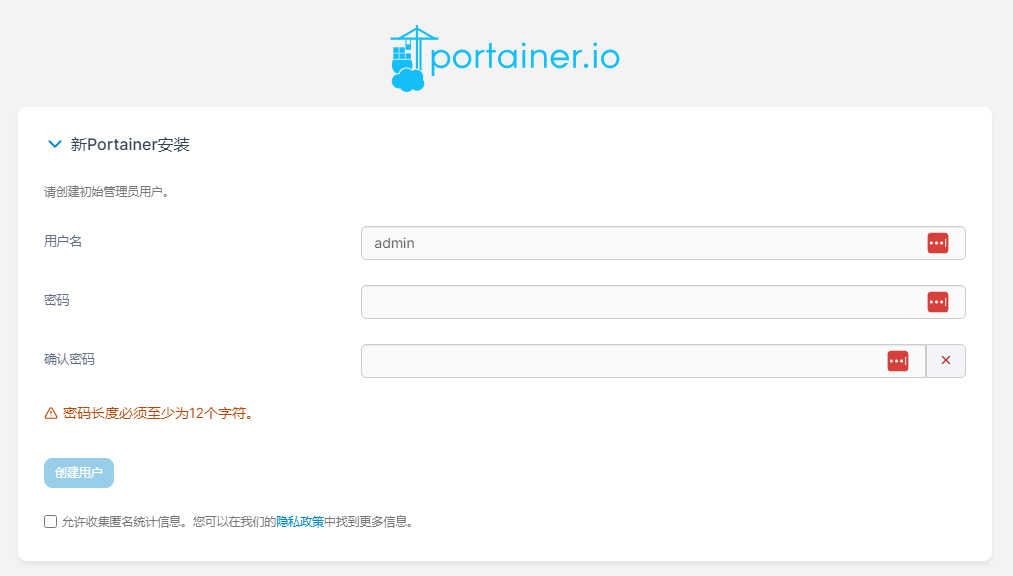 portainer.io
新Portainer安装
请创建初始管理员用户。
用户名
admin
密码
确认密码
密码长度必须至少为12个字符。
创建用户
允许收集匿名统计信息。您可以在我们的隐私政策中找到更多信息。